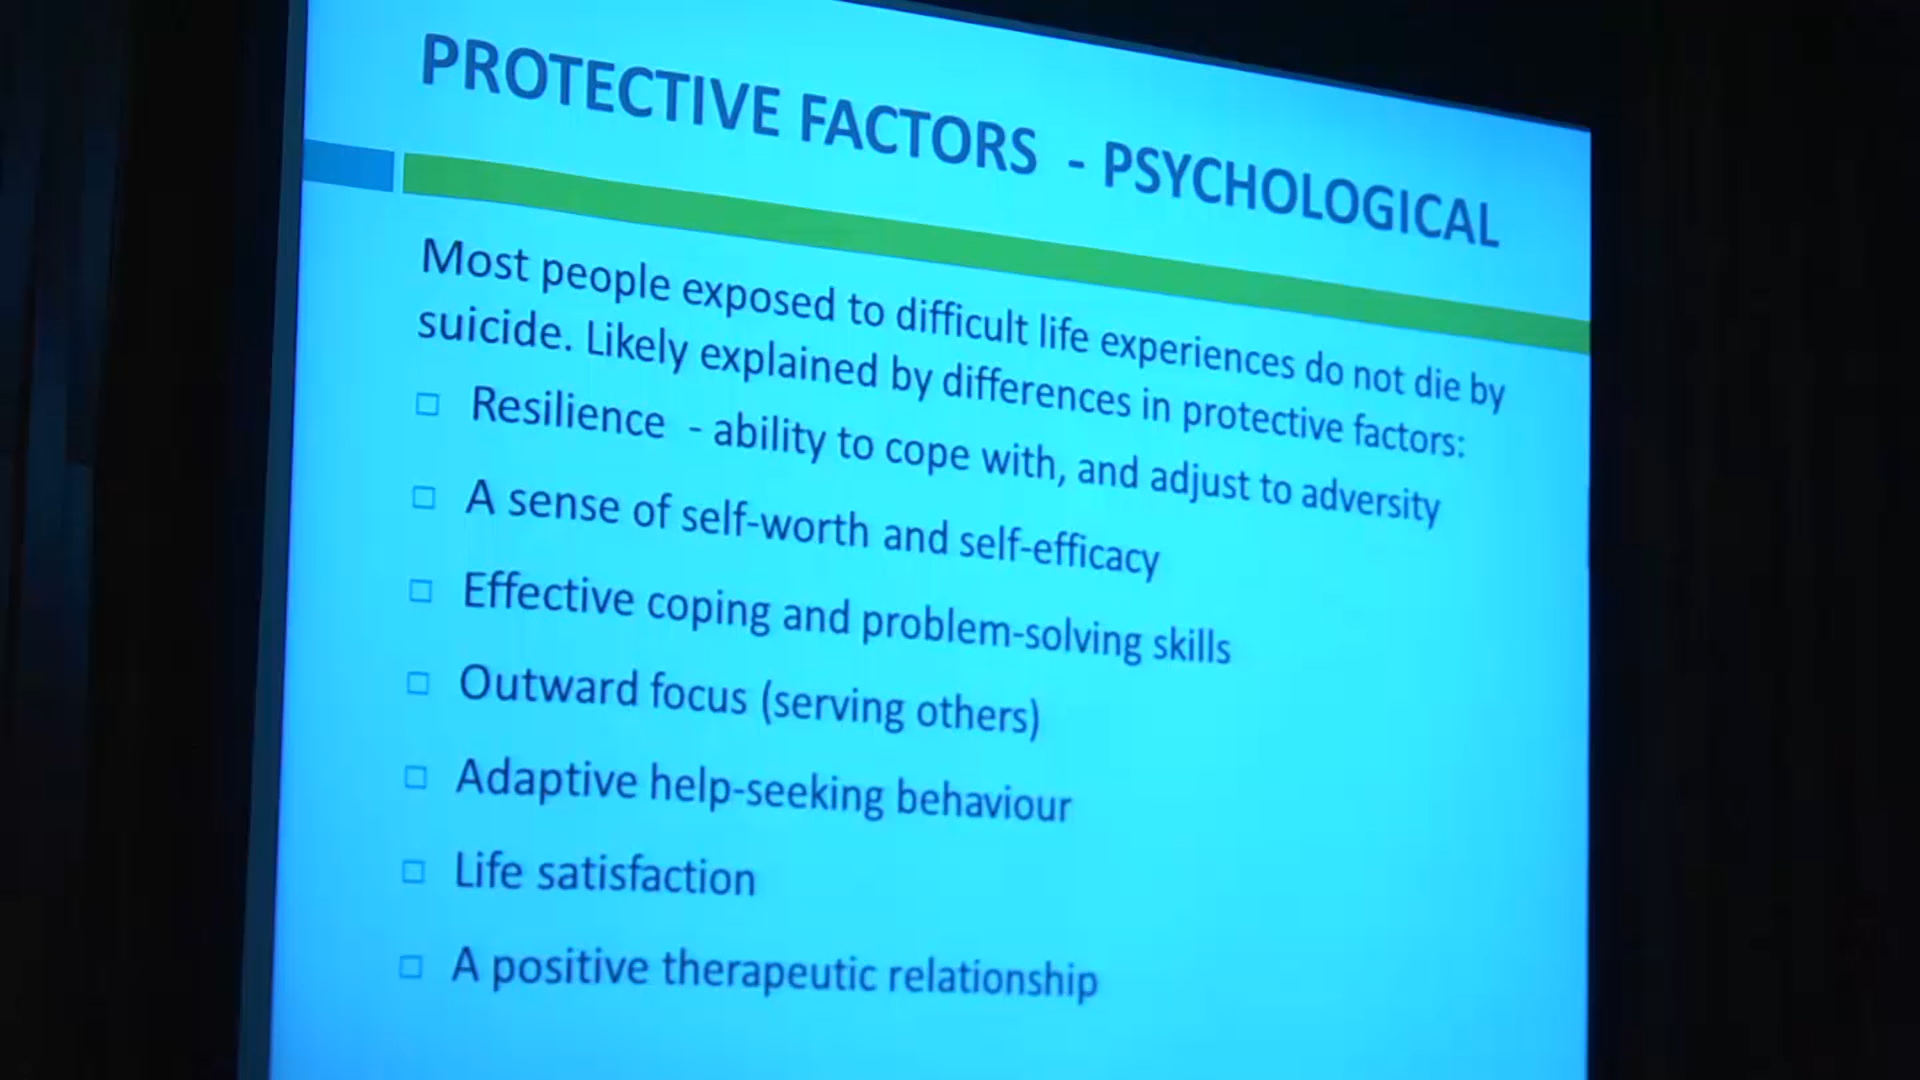 PROTECTIVE FACTORS - PSYCHOLOGICAL
Most people exposed to difficult life experiences do not die by
suicide. Likely explained by differences in protective factors:
Resilience - ability to cope with, and adjust to adversity
A sense of self-worth and self-efficacy
Effective coping and problem-solving skills
Outward focus (serving others)
Adaptive help-seeking behaviour
Life satisfaction
A positive therapeutic relationship